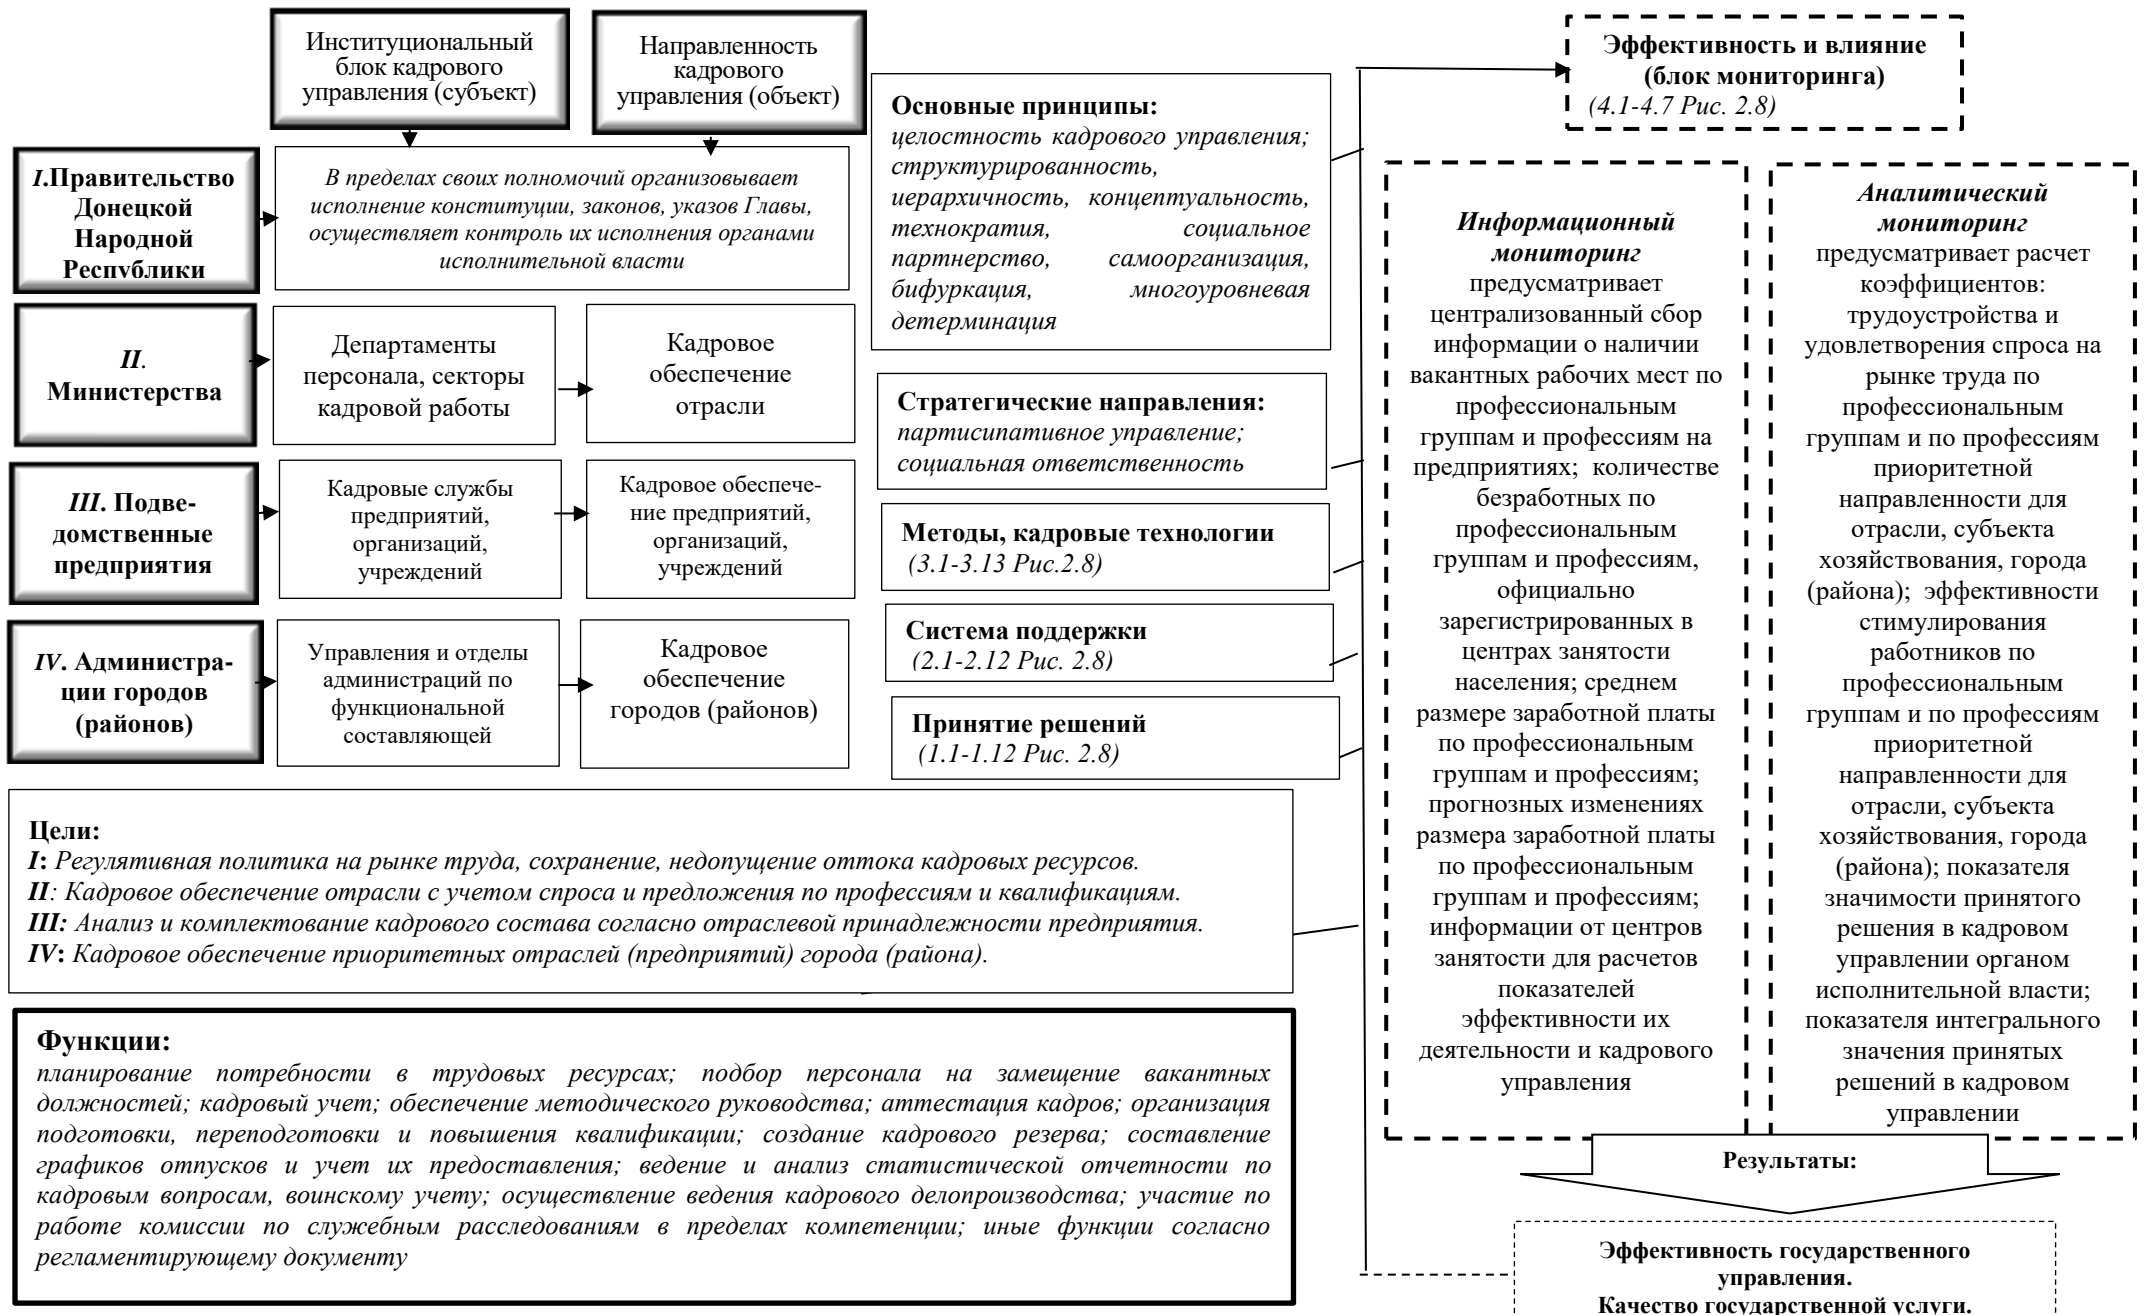 Институциональный
блок кадрового
управления (субъект)
Направленность
кадрового
управления (объект)
I.Правительство
Донецкой
Народной
Республики
В пределах своих полномочий организовывает
исполнение конституции, законов, указов Главы,
осуществляет контроль их исполнения органами
исполнительной власти
II.
Министерства
Департаменты
персонала, секторы
кадровой работы
Кадровое
обеспечение
отрасли
III. Подве-
домственные
предприятия
Кадровые службы
предприятий,
организаций,
учреждений
Кадровое обеспече-
ние предприятий,
организаций,
учреждений
IV. Администра-
ции городов
(районов)
Управления и отделы
администраций по
функциональной
составляющей
Кадровое
обеспечение
городов (районов)
Основные принципы:
целостность кадрового управления;
структурированность,
иерархичность, концептуальность,
технократия, социальное
партнерство, самоорганизация,
бифуркация, многоуровневая
детерминация
Стратегические направления:
партисипативное управление;
социальная ответственность
Методы, кадровые технологии
(3.1-3.13 Рис.2.8)
Система поддержки
(2.1-2.12 Рис. 2.8)
Принятие решений
(1.1-1.12 Рис. 2.8)
Цели:
I: Регулятивная политика на рынке труда, сохранение, недопущение оттока кадровых ресурсов.
II: Кадровое обеспечение отрасли с учетом спроса и предложения по профессиям и квалификациям.
III: Анализ и комплектование кадрового состава согласно отраслевой принадлежности предприятия.
IV: Кадровое обеспечение приоритетных отраслей (предприятий) города (района).
Функции:
планирование потребности в трудовых ресурсах; подбор персонала на замещение вакантных
должностей; кадровый учет; обеспечение методического руководства; аттестация кадров; организация
подготовки, переподготовки и повышения квалификации; создание кадрового резерва; составление
графиков отпусков и учет их предоставления; ведение и анализ статистической отчетности по
кадровым вопросам, воинскому учету; осуществление ведения кадрового делопроизводства; участие по
работе комиссии по служебным расследованиям в пределах компетенции; иные функции согласно
регламентирующему документу
Эффективность и влияние
(блок мониторинга)
(4.1-4.7 Рис. 2.8)
Информационный
мониторинг
предусматривает
централизованный сбор
информации о наличии
вакантных рабочих мест по
профессиональным
группам и профессиям на
предприятиях; количестве
безработных по
профессиональным
группам и профессиям,
официально
зарегистрированных в
центрах занятости
населения; среднем
размере заработной платы
по профессиональным
группам и профессиям;
прогнозных изменениях
размера заработной платы
по профессиональным
группам и профессиям;
информации от центров
занятости для расчетов
показателей
эффективности их
деятельности и кадрового
управления
Аналитический
мониторинг
предусматривает расчет
коэффициентов:
трудоустройства и
удовлетворения спроса на
рынке труда по
профессиональным
группам и по профессиям
приоритетной
направленности для
отрасли, субъекта
хозяйствования, города
(района); эффективности
стимулирования
работников по
профессиональным
группам и по профессиям
приоритетной
направленности для
отрасли, субъекта
хозяйствования, города
(района); показателя
значимости принятого
решения в кадровом
управлении органом
исполнительной власти;
показателя интегрального
значения принятых
решений в кадровом
управлении
Результаты:
Эффективность государственного
управления.
Качество государственной услуги.